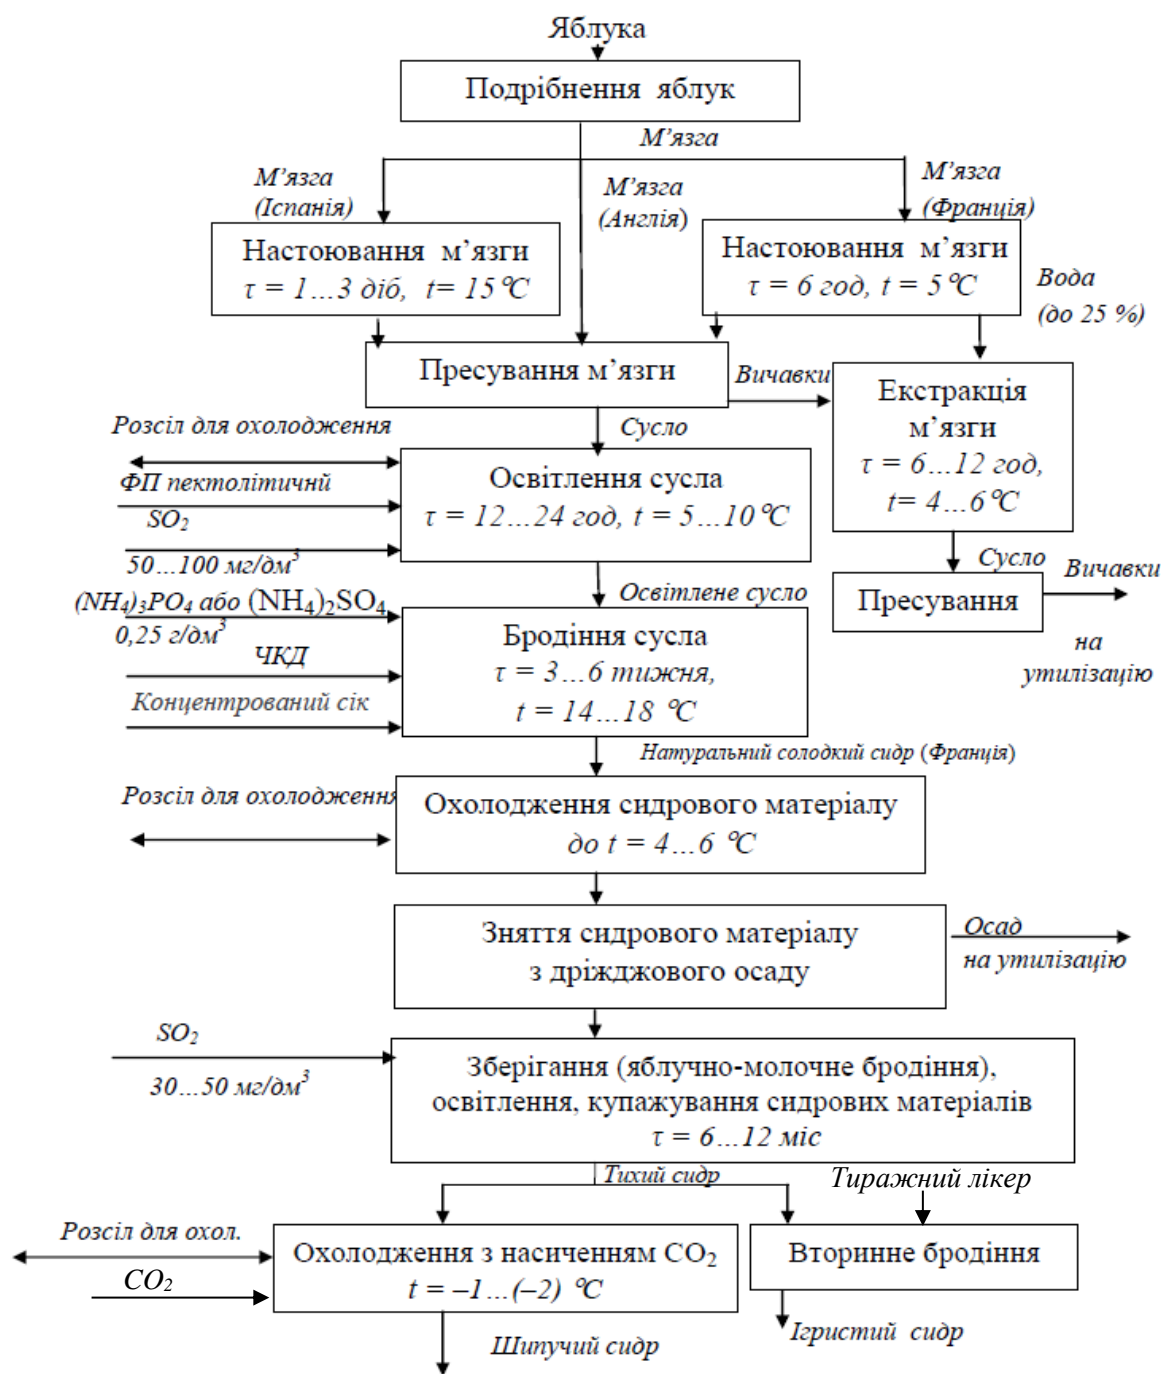 Яблука
Подрібнення яблук
М’язга
М’язга
(Іспанія)
М’язга
(Англія)
М’язга
(Франція)
Настоювання м’язги
τ = 1…3 діб, t= 15℃
Настоювання м’язги
τ = 6 год, t = 5℃
Вода
(до 25 %)
Пресування м’язги
Вичавки
Екстракція
м’язги
τ = 6…12 год,
t= 4…6℃
Розсіл для охолодження
Сусло
ФП пектолітичнй
SO₂
50…100 мг/дм³
Освітлення сусла
τ = 12…24 год, t = 5…10℃
Сусло
Вичавки
Пресування
на
утилізацію
Освітлене сусло
(NH₄)₃PO₄ або (NH₄)₂SO₄
0,25 г/дм³
ЧКД
Концентрований сік
Бродіння сусла
τ = 3…6 тижня,
t = 14…18 ℃
Натуральний солодкий сидр (Франція)
Розсіл для охолодження
Охолодження сидрового матеріалу
до t = 4…6 ℃
Зняття сидрового матеріалу
з дріжджового осаду
Осад
на утилізацію
SO₂
30…50 мг/дм³
Зберігання (яблучно-молочне бродіння),
освітлення, купажування сидрових матеріалів
τ = 6…12 міс
Тихий сидр
Тиражний лікер
Розсіл для охол.
CO₂
Охолодження з насиченням CO₂
t = –1…(–2) ℃
Вторинне бродіння
Шипучий сидр
Ігристий сидр